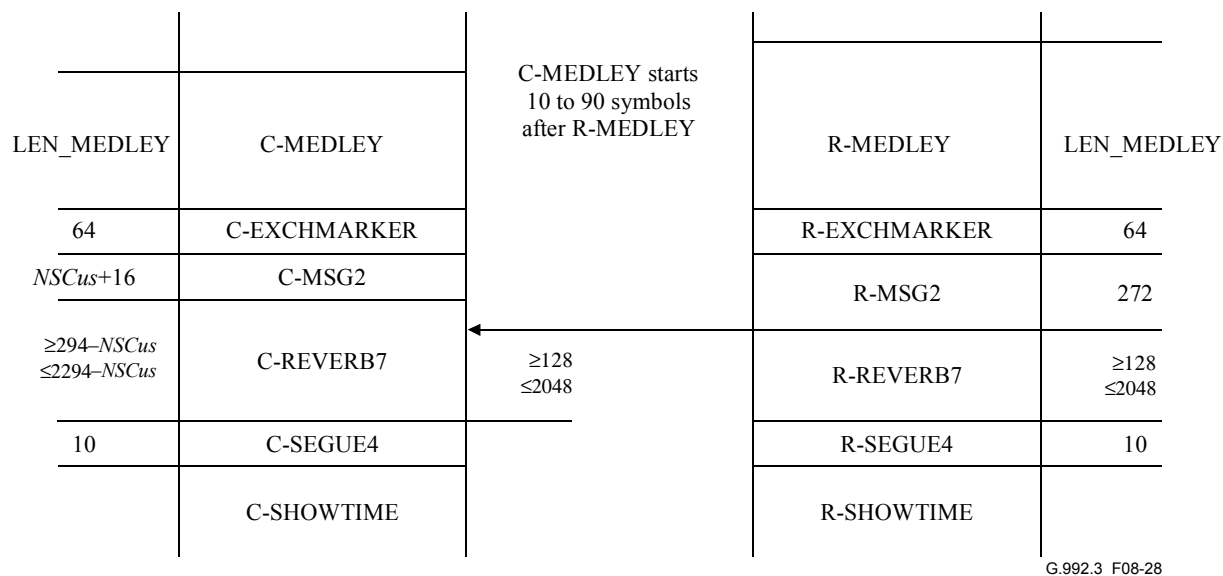 C-MEDLEY starts
10 to 90 symbols
after R-MEDLEY
LEN_MEDLEY C-MEDLEY R-MEDLEY LEN_MEDLEY
64 C-EXCHMARKER R-EXCHMARKER 64
NSCus+16 C-MSG2 R-MSG2 272
≥294–NSCus
≤2294–NSCus
C-REVERB7
≥128
≤2048
R-REVERB7
≥128
≤2048
10 C-SEGUE4 R-SEGUE4 10
C-SHOWTIME R-SHOWTIME
G.992.3_F08-28